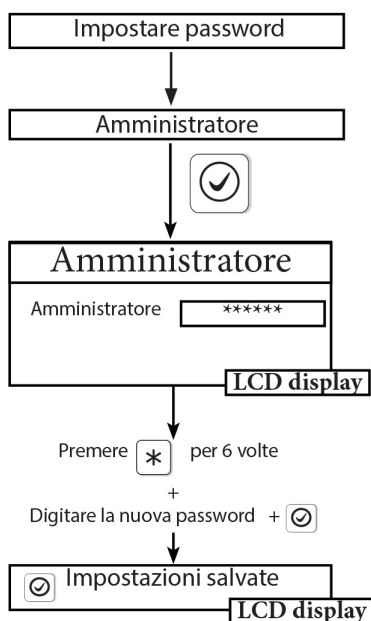 Impostare password
Amministratore
Amministratore
Amministratore ******
LCD display
Premere * per 6 volte
+
Digitare la nuova password +
Impostazioni salvate
LCD display